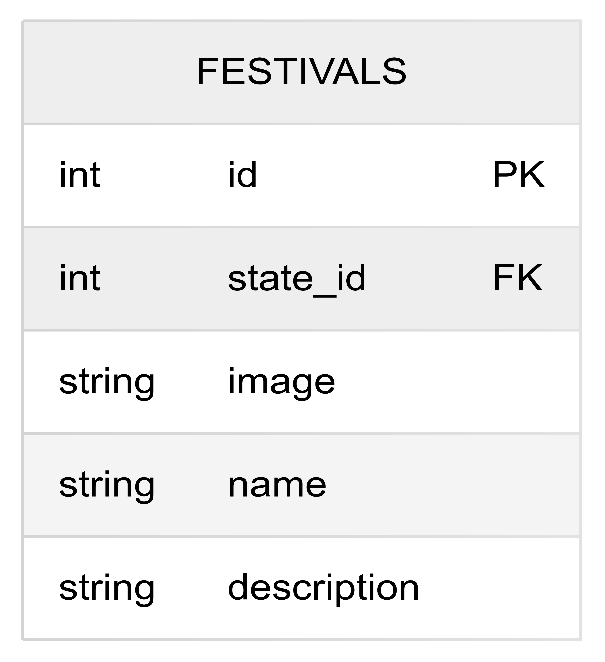 FESTIVALS
int id PK
int state_id FK
string image
string name
string description